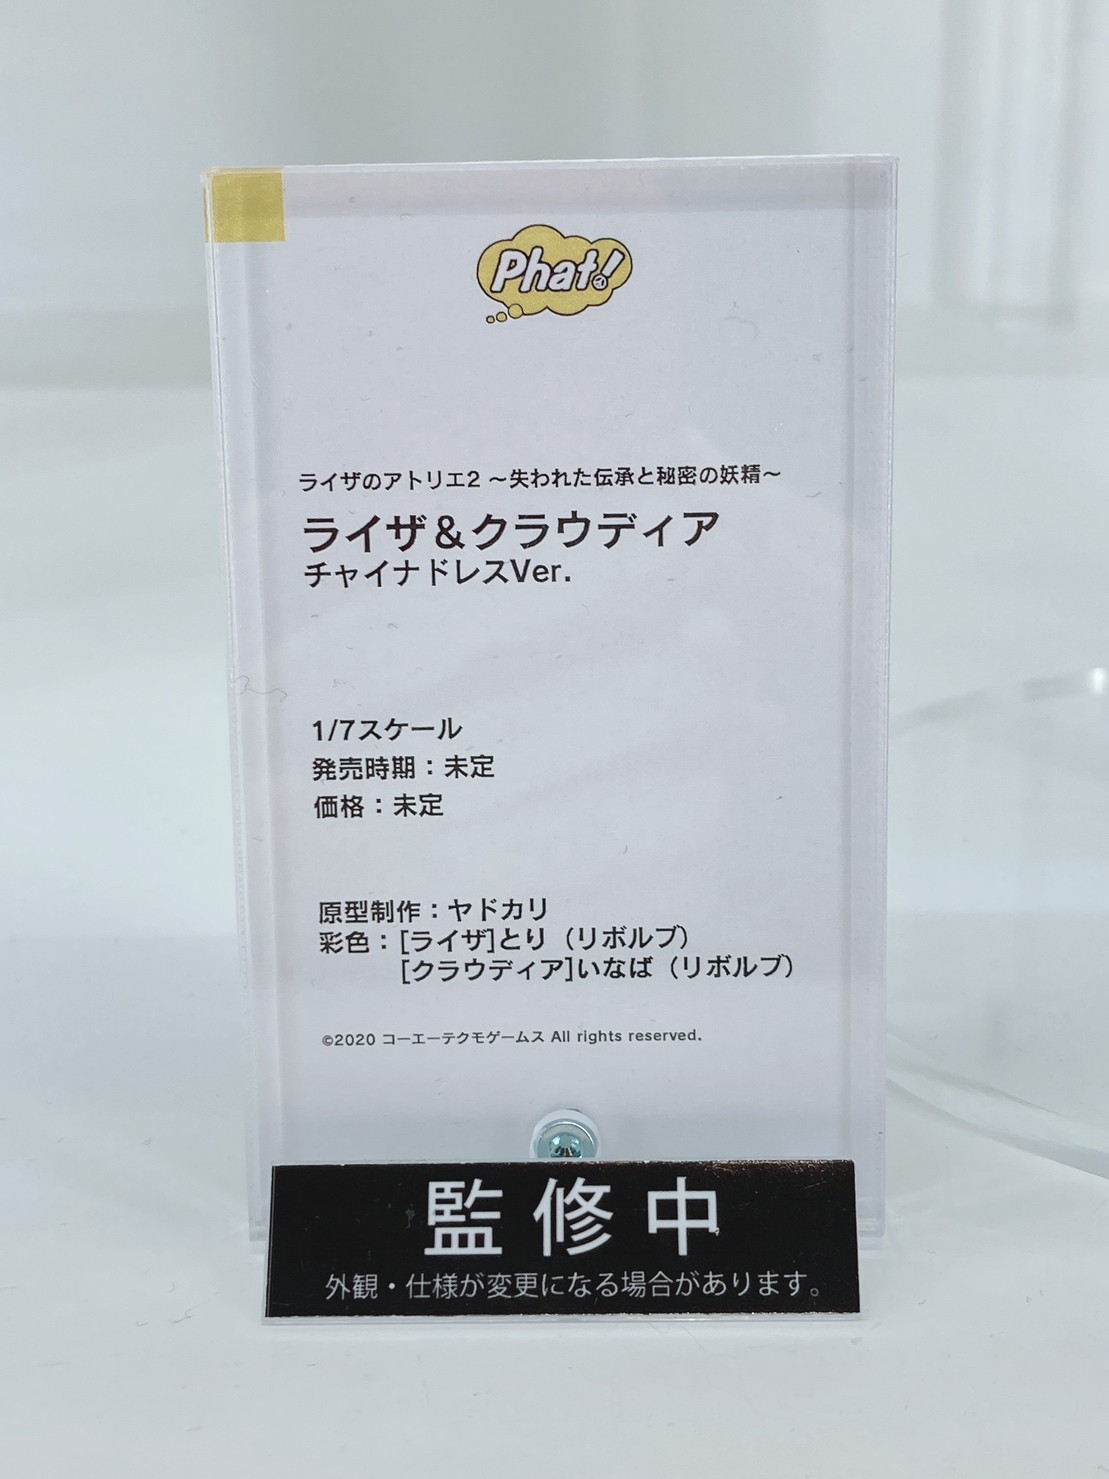 Phat!
ライザのアトリエ2 ～失われた伝承と秘密の妖精～
ライザ&クラウディア
チャイナドレスVer.
1/7スケール
発売時期：未定
価格：未定
原型制作：ヤドカリ
彩色：[ライザ]とり（リボルブ）
[クラウディア]いなば（リボルブ）
©2020 コーエーテクモゲームス All rights reserved.
監修中
外観・仕様が変更になる場合があります。